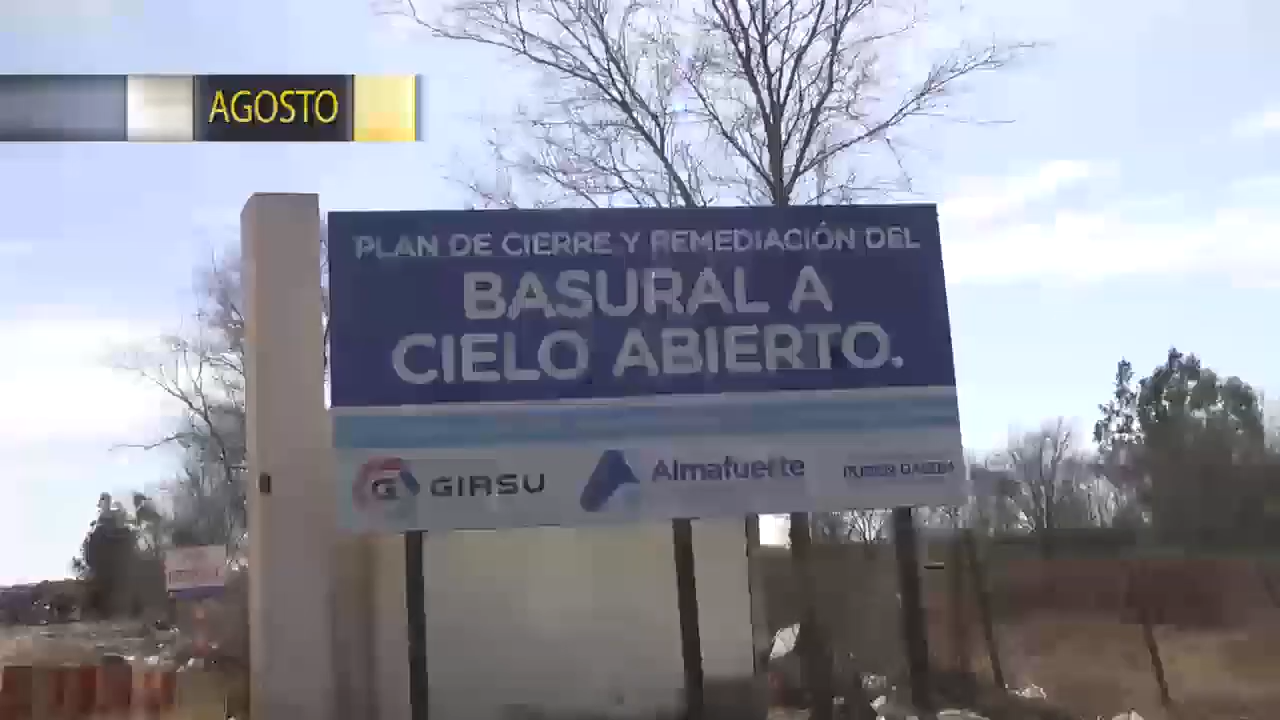 AGOSTO
PLAN DE CIERRE Y REMEDIACIÓN DEL
BASURAL A
CIELO ABIERTO.
G GIRSU
Almafuerte